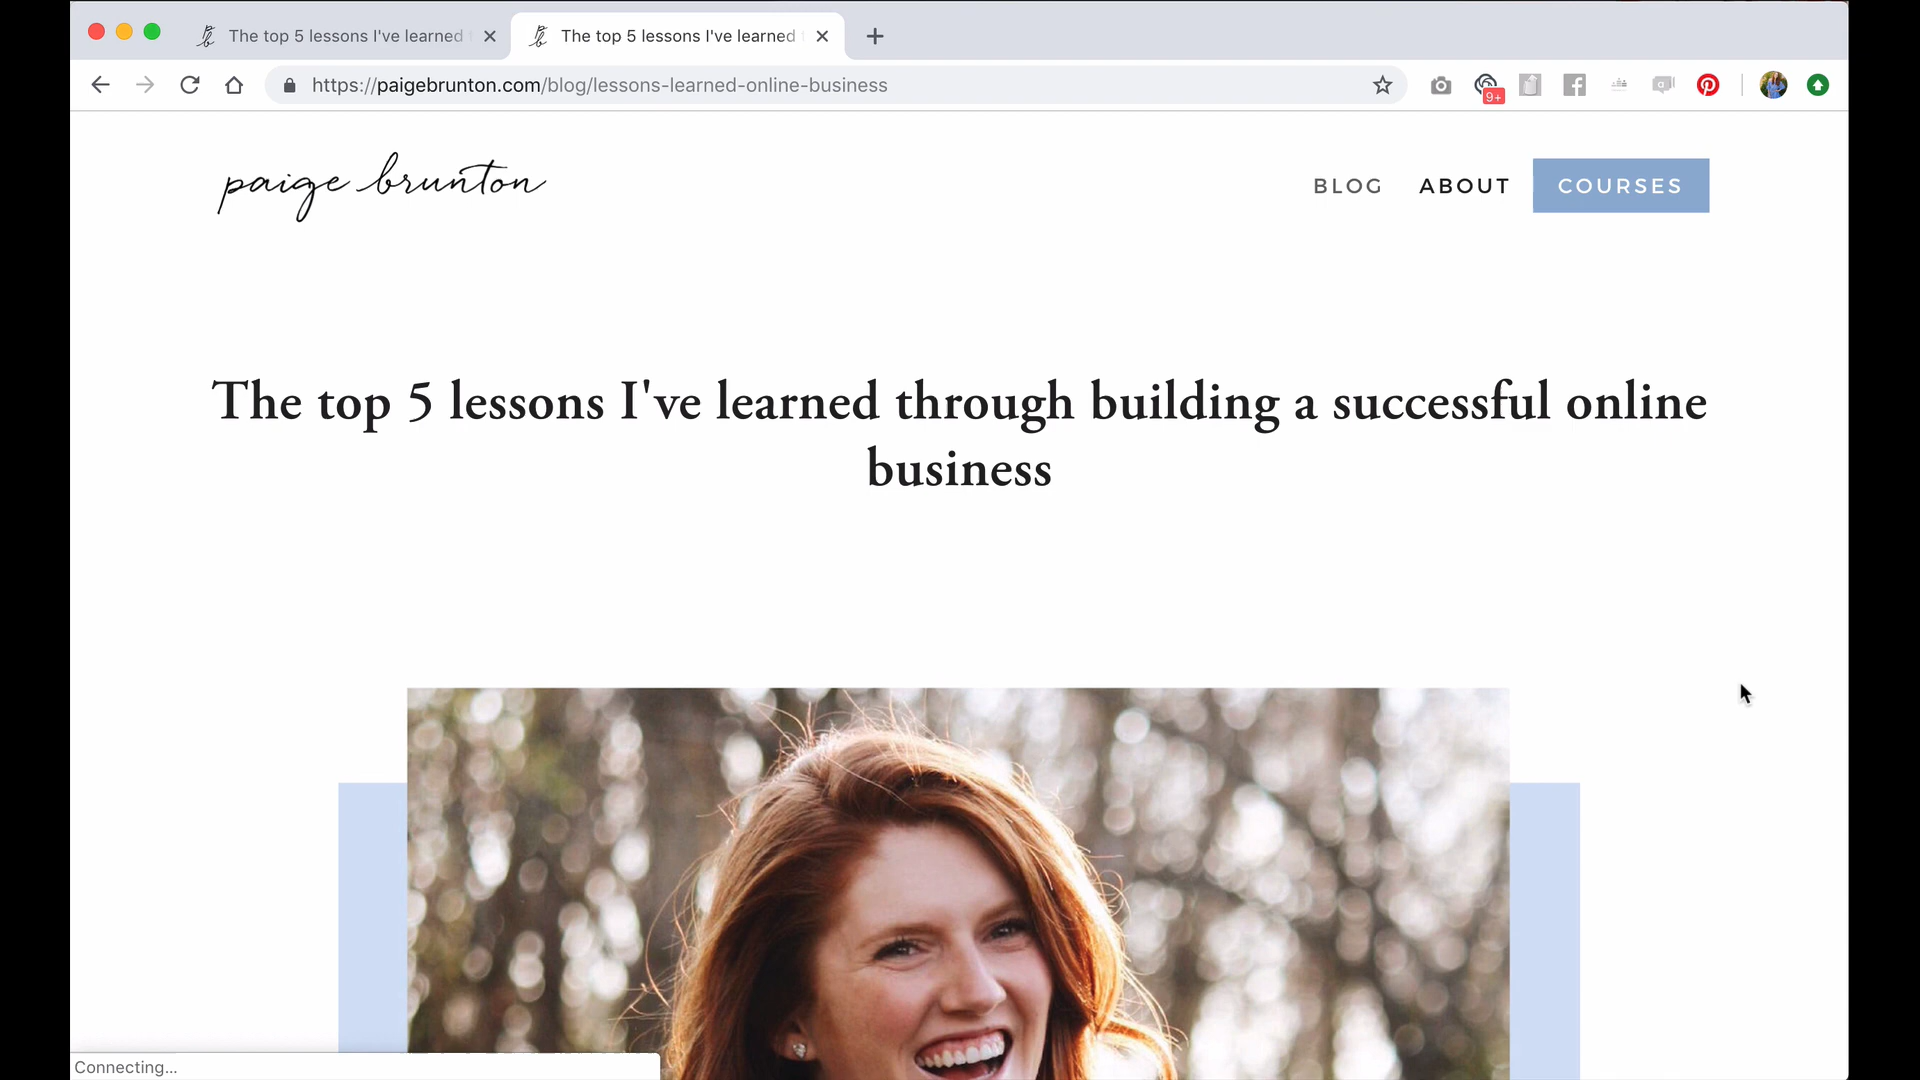 The top 5 lessons I've learned
The top 5 lessons I've learned
https://paigebrunton.com/blog/lessons-learned-online-business
9+
paige brunton
BLOG
ABOUT
COURSES
The top 5 lessons I've learned through building a successful online
business
Connecting...